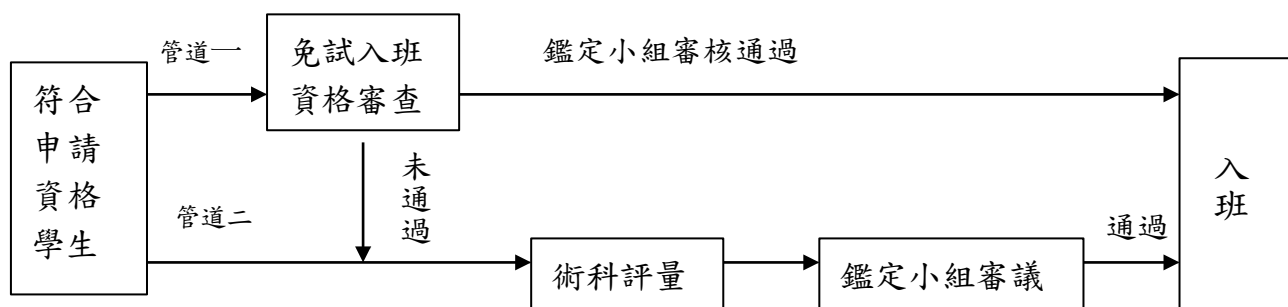 符合
申請
資格
學生
管道一
免試入班
資格審查
鑑定小組審核通過
未
通
過
管道二
術科評量
鑑定小組審議
通過
入
班